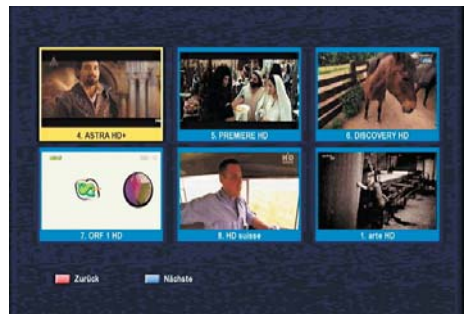 4. ASTRA HD+
5. PREMIERE HD
6. DISCOVERY HD
HD
7. ORF 1 HD
8. HD suisse
1. arte HD
Zurück
Nächste